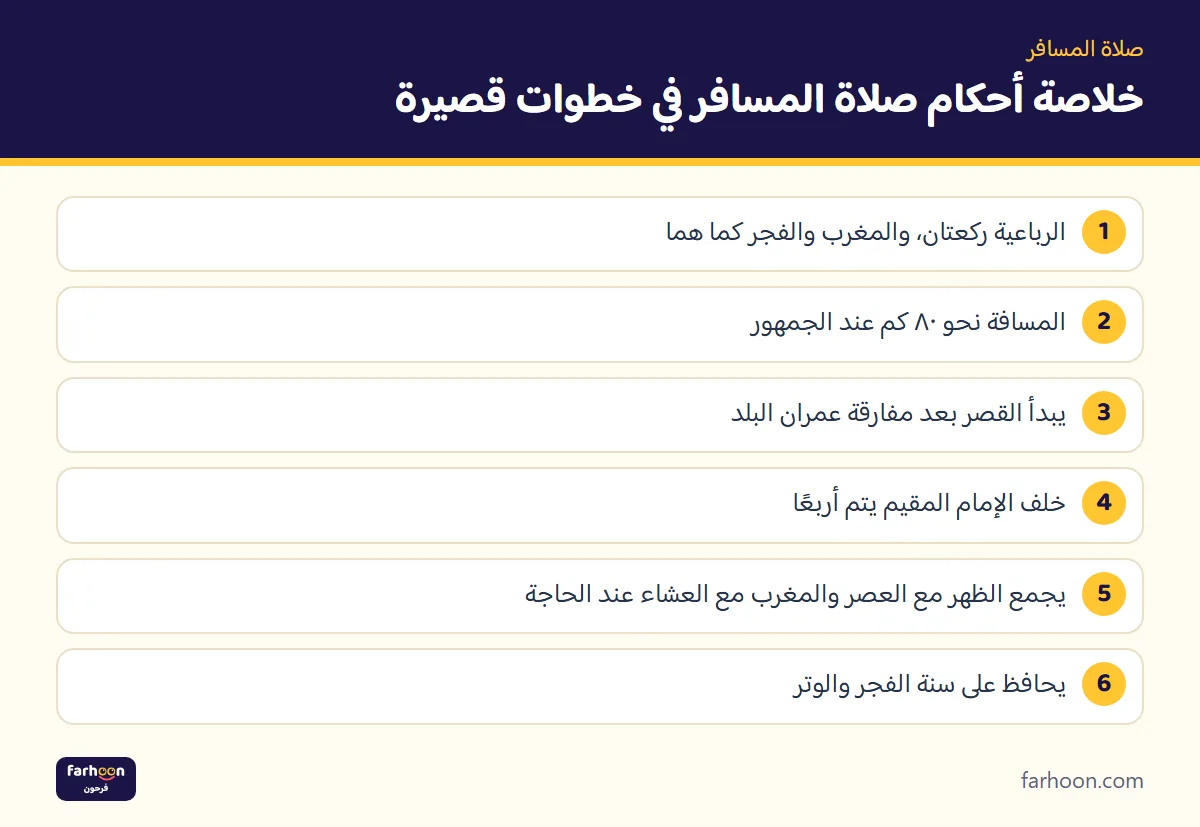 صلاة المسافر
خلاصة أحكام صلاة المسافر في خطوات قصيرة
1 الرباعية ركعتان، والمغرب والفجر كما هما
2 المسافة نحو ٨٠ كم عند الجمهور
3 يبدأ القصر بعد مفارقة عمران البلد
4 خلف الإمام المقيم يتم أربعًا
5 يجمع الظهر مع العصر والمغرب مع العشاء عند الحاجة
6 يحافظ على سنة الفجر والوتر
farhoon.com
farhoon
فرحون